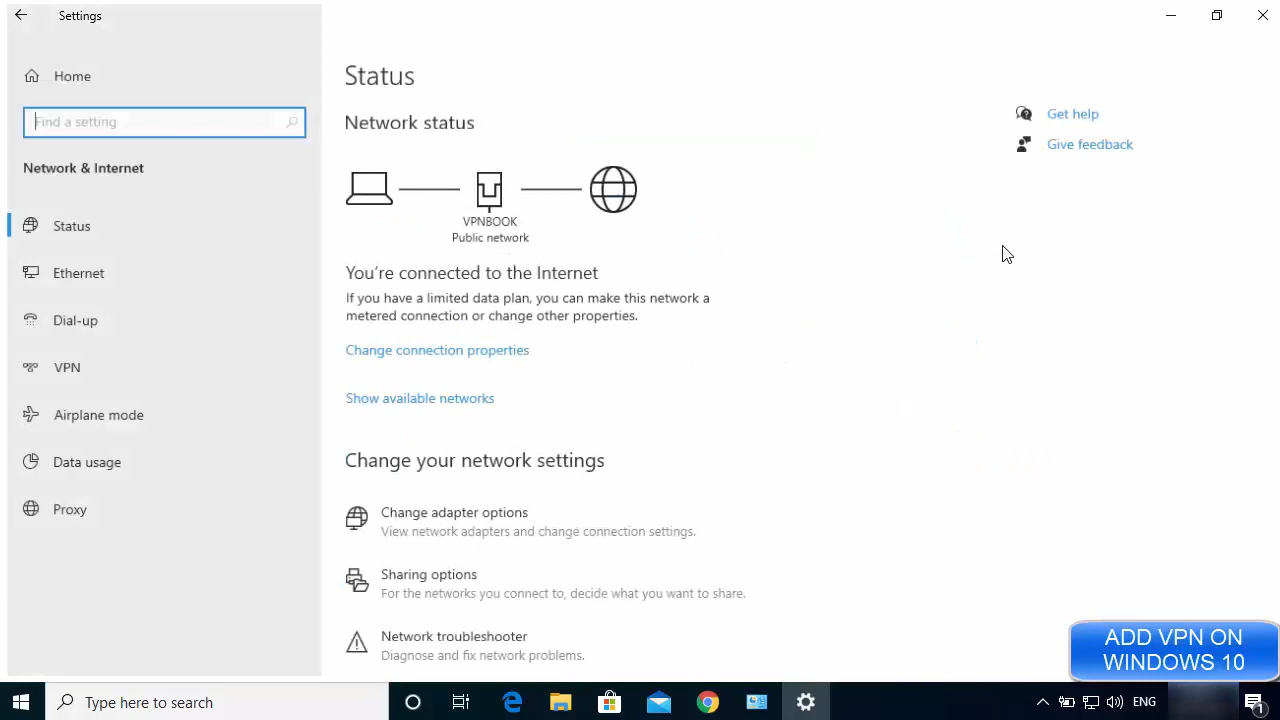 Settings
Home
Find a setting
Network & Internet
Status
Ethernet
Dial-up
VPN
Airplane mode
Data usage
Proxy
Status
Network status
VPNBOOK
Public network
You're connected to the Internet
If you have a limited data plan, you can make this network a
metered connection or change other properties.
Change connection properties
Show available networks
Change your network settings
Change adapter options
View network adapters and change connection settings.
Sharing options
For the networks you connect to, decide what you want to share.
Network troubleshooter
Diagnose and fix network problems.
Get help
Give feedback
ADD VPN ON
WINDOWS 10
Type here to search
ENG
1